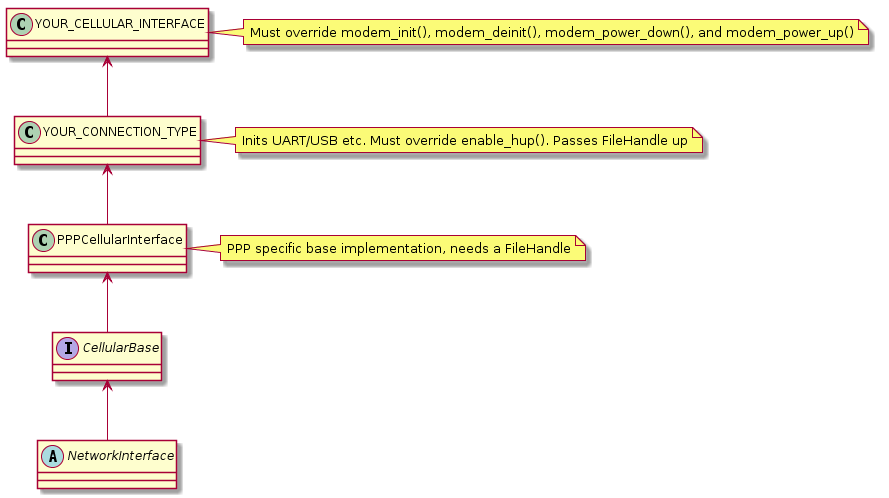 C YOUR_CELLULAR_INTERFACE
Must override modem_init(), modem_deinit(), modem_power_down(), and modem_power_up()
C YOUR_CONNECTION_TYPE
Inits UART/USB etc. Must override enable_hup(). Passes FileHandle up
C PPPCellularInterface
PPP specific base implementation, needs a FileHandle
I CellularBase
A NetworkInterface